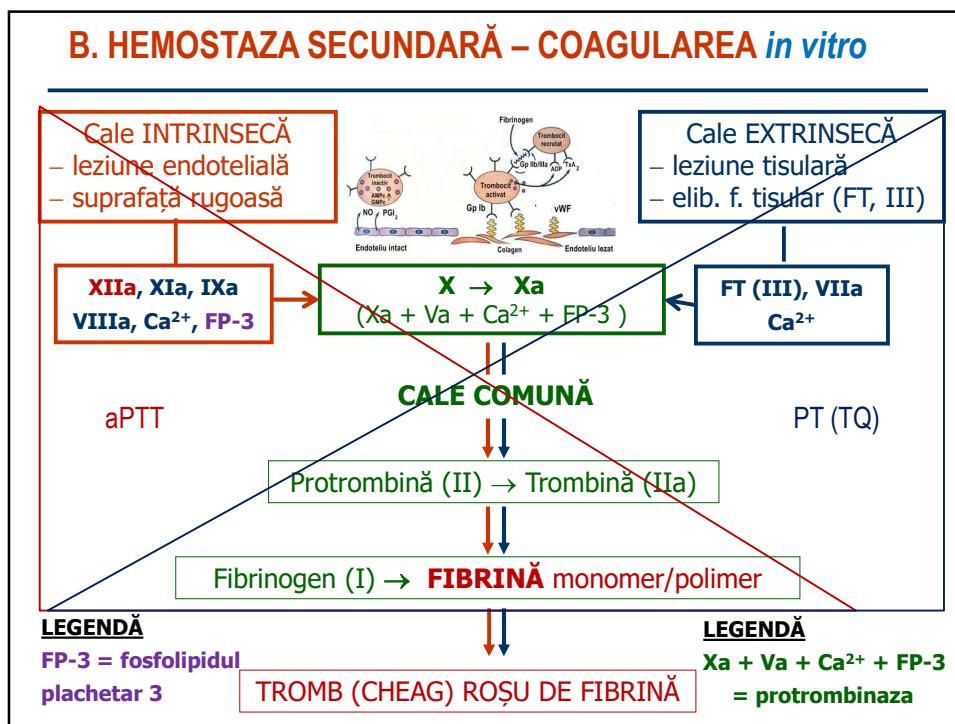 B. HEMOSTAZA SECUNDARĂ – COAGULAREA in vitro
Cale INTRINSECĂ
– leziune endotelială
– suprafață rugoasă
Fibrinogen
Trombocit
recrutat
Gp IIb/IIIa
ADP
TxA2
Trombocit
inactiv
AMPc
GMPc
Trombocit
activat
NO
PGI2
Gp Ib
vWF
Endoteliu intact
Colagen
Endoteliu lezat
Cale EXTRINSECĂ
– leziune tisulară
– elib. f. tisular (FT, III)
XIIa, XIa, IXa
VIIIa, Ca²⁺, FP-3
X → Xa
(Xa + Va + Ca²⁺ + FP-3 )
FT (III), VIIa
Ca²⁺
CALE COMUNĂ
aPTT
PT (TQ)
Protrombină (II) → Trombină (IIa)
Fibrinogen (I) → FIBRINĂ monomer/polimer
LEGENDĂ
FP-3 = fosfolipidul
plachetar 3
LEGENDĂ
Xa + Va + Ca²⁺ + FP-3
= protrombinaza
TROMB (CHEAG) ROȘU DE FIBRINĂ